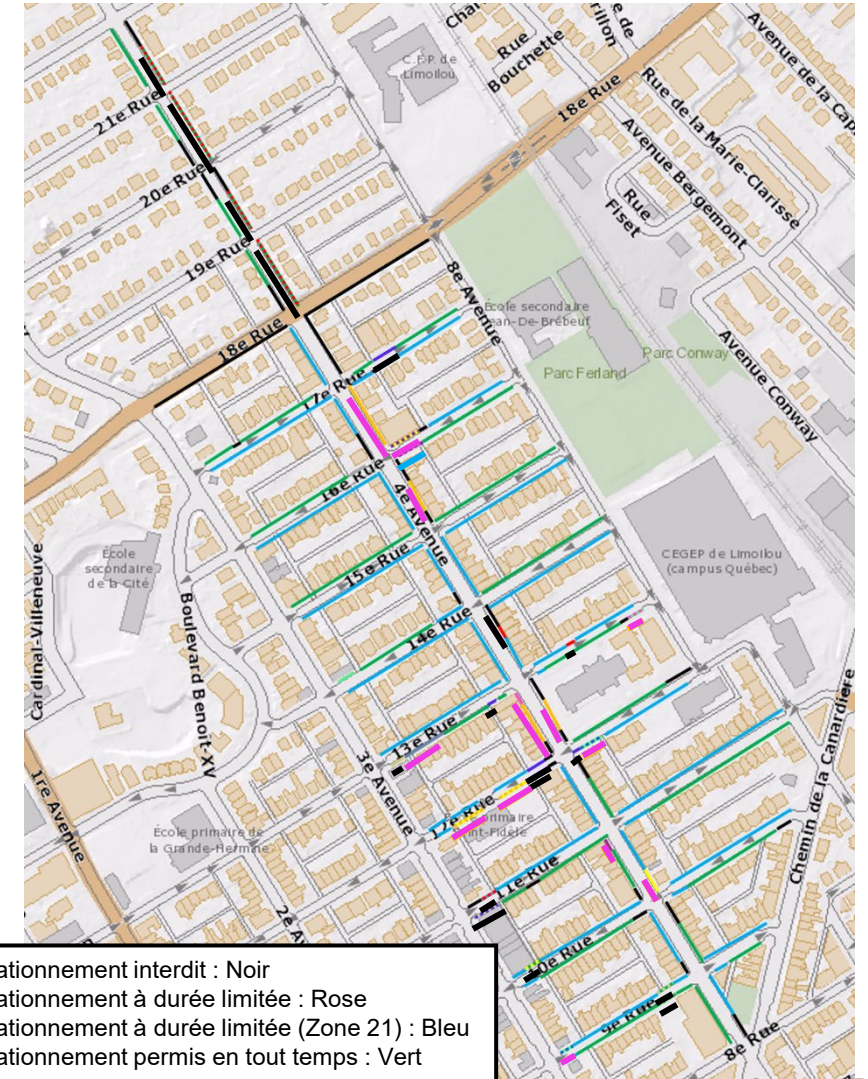 Rue
Bouchette
C.F.P. de
Limoilou
18e Rue
Rue de la Marie-Clarisse
Avenue Bergemont
Rue
Fiset
21e Rue
20e Rue
19e Rue
18e Rue
8e Avenue
École secondaire
Jean-De-Brébeuf
Parc Conway
Parc Ferland
Avenue Conway
17e Rue
16e Rue
4e Avenue
15e Rue
CEGEP de Limoilou
(campus Québec)
École
secondaire
de la Cité
Cardinal-Villeneuve
Boulevard Benoit-XV
14e Rue
13e Rue
3e Avenue
12e Rue
1re Avenue
École primaire de
la Grande-Hermine
11e Rue
Chemin de la Canardiere
9e Rue
8e Rue
ationnement interdit : Noir
ationnement à durée limitée : Rose
ationnement à durée limitée (Zone 21) : Bleu
ationnement permis en tout temps : Vert